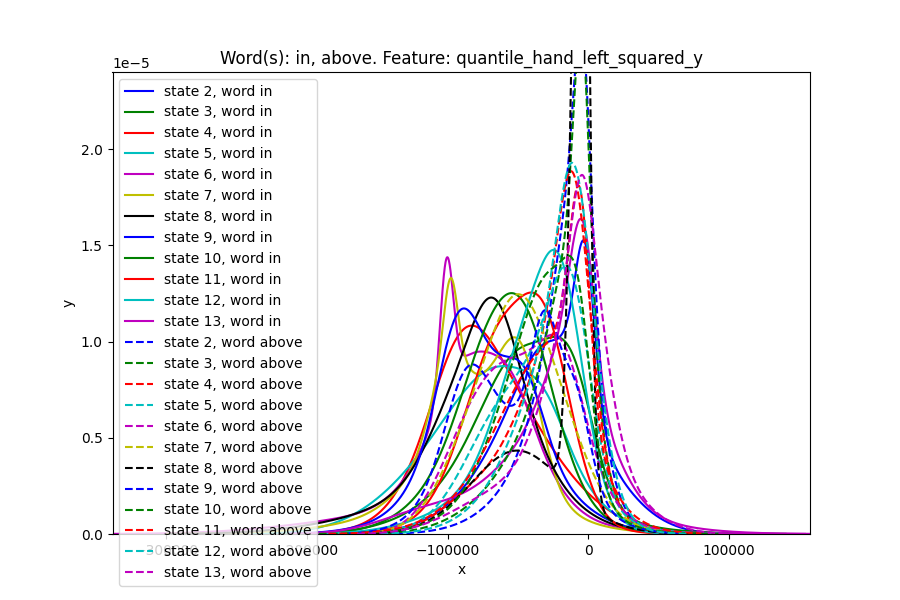 Word(s): in, above. Feature: quantile_hand_left_squared_y
1e−5
y
2.0
1.5
1.0
0.5
0.0
state 2, word in
state 3, word in
state 4, word in
state 5, word in
state 6, word in
state 7, word in
state 8, word in
state 9, word in
state 10, word in
state 11, word in
state 12, word in
state 13, word in
state 2, word above
state 3, word above
state 4, word above
state 5, word above
state 6, word above
state 7, word above
state 8, word above
state 9, word above
state 10, word above
state 11, word above
state 12, word above
state 13, word above
−100000
0
100000
x